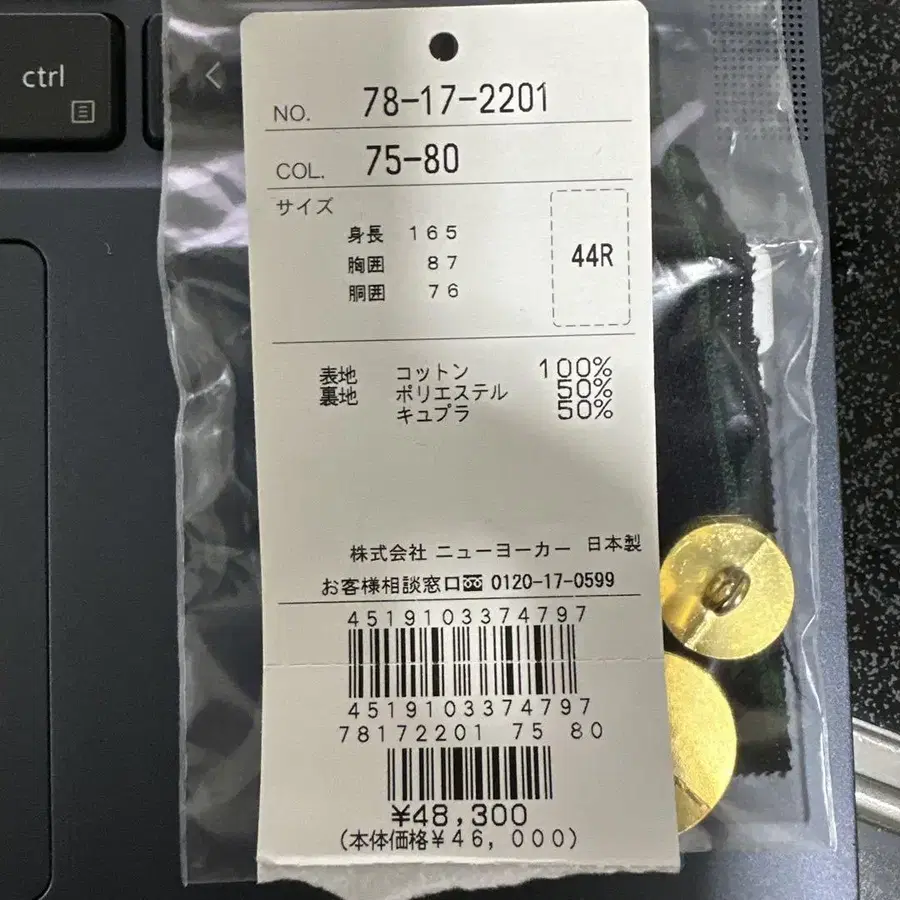 ctrl
NO. 78-17-2201
COL. 75-80
サイズ
身長 165
胸囲 87
胴囲 76
44R
表地 コットン 100%
裏地 ポリエステル 50%
キュプラ 50%
株式会社 ニューヨーカー 日本製
お客様相談窓口 0120-17-0599
4519103374797
4519103374797
78172201 75 80
¥48,300
(本体価格¥46,000)